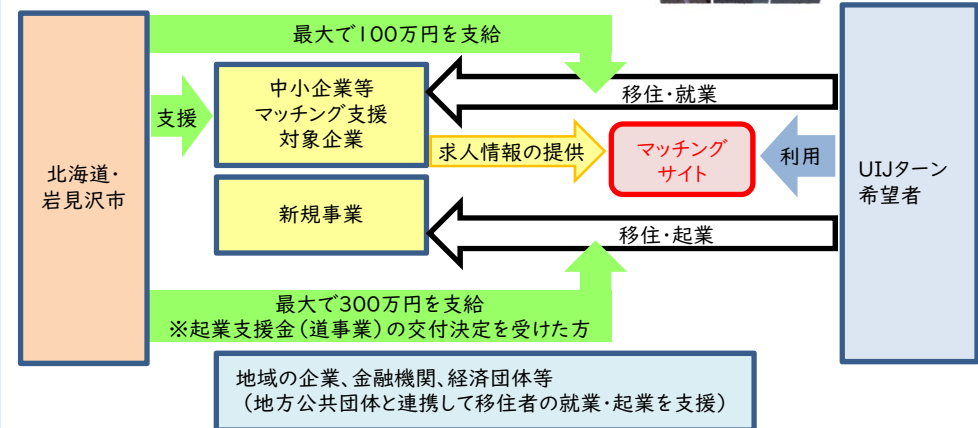 最大で100万円を支給
中小企業等
マッチング支援
対象企業
移住・就業
支援
求人情報の提供
マッチング
サイト
利用
北海道・
岩見沢市
UIJターン
希望者
新規事業
移住・起業
最大で300万円を支給
※起業支援金（道事業）の交付決定を受けた方
地域の企業、金融機関、経済団体等
（地方公共団体と連携して移住者の就業・起業を支援）